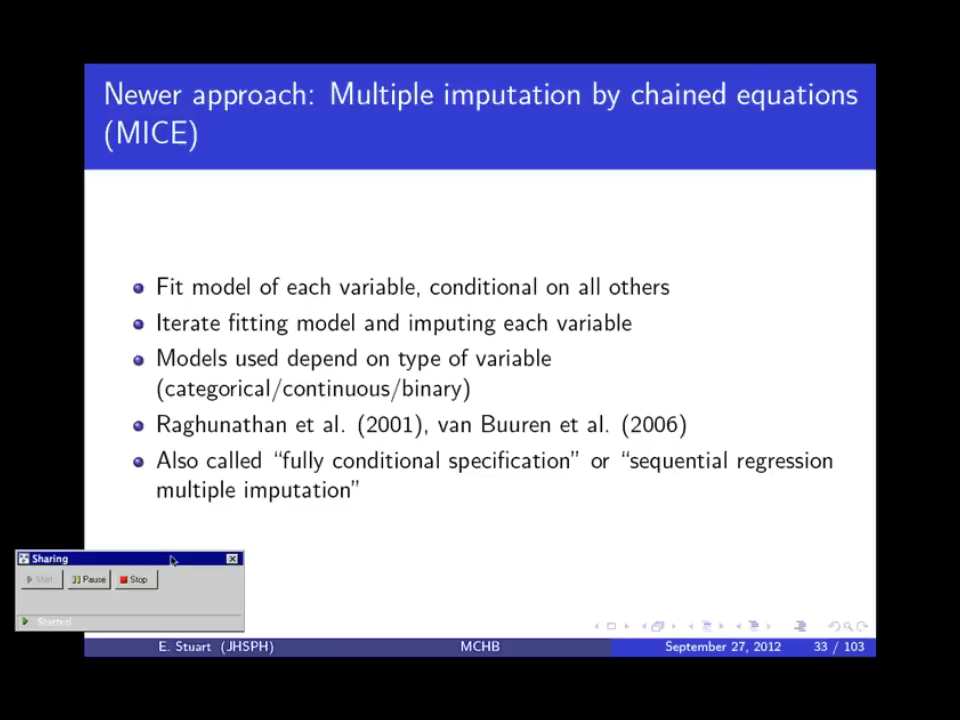 Newer approach: Multiple imputation by chained equations
(MICE)
Fit model of each variable, conditional on all others
Iterate fitting model and imputing each variable
Models used depend on type of variable
(categorical/continuous/binary)
Raghunathan et al. (2001), van Buuren et al. (2006)
Also called “fully conditional specification” or “sequential regression
multiple imputation”
Sharing
Start Pause Stop
Started
E. Stuart (JHSPH) MCHB September 27, 2012 33 / 103